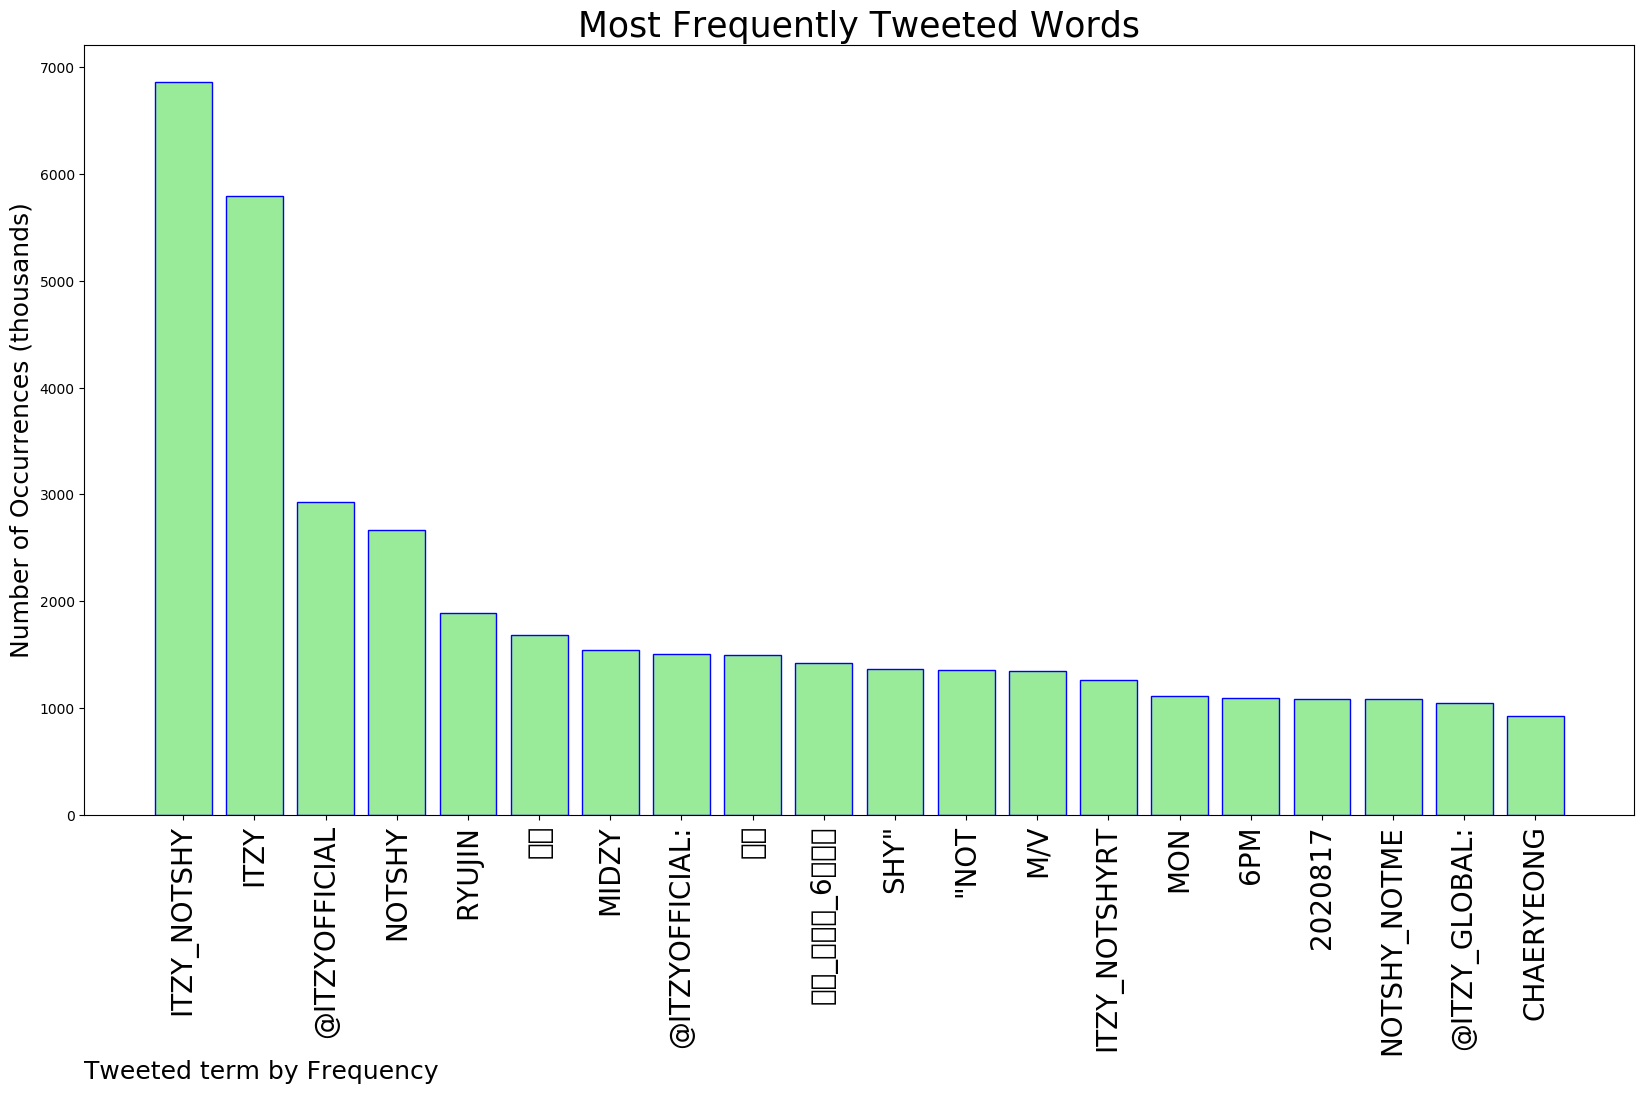 Most Frequently Tweeted Words
Number of Occurrences (thousands)
7000
6000
5000
4000
3000
2000
1000
0
ITZY_NOTSHY
ITZY
@ITZYOFFICIAL
NOTSHY
RYUJIN
MIDZY
@ITZYOFFICIAL:
SHY"
"NOT
M/V
ITZY_NOTSHYRT
MON
6PM
20200817
NOTSHY_NOTME
@ITZY_GLOBAL:
CHAERYEONG
Tweeted term by Frequency